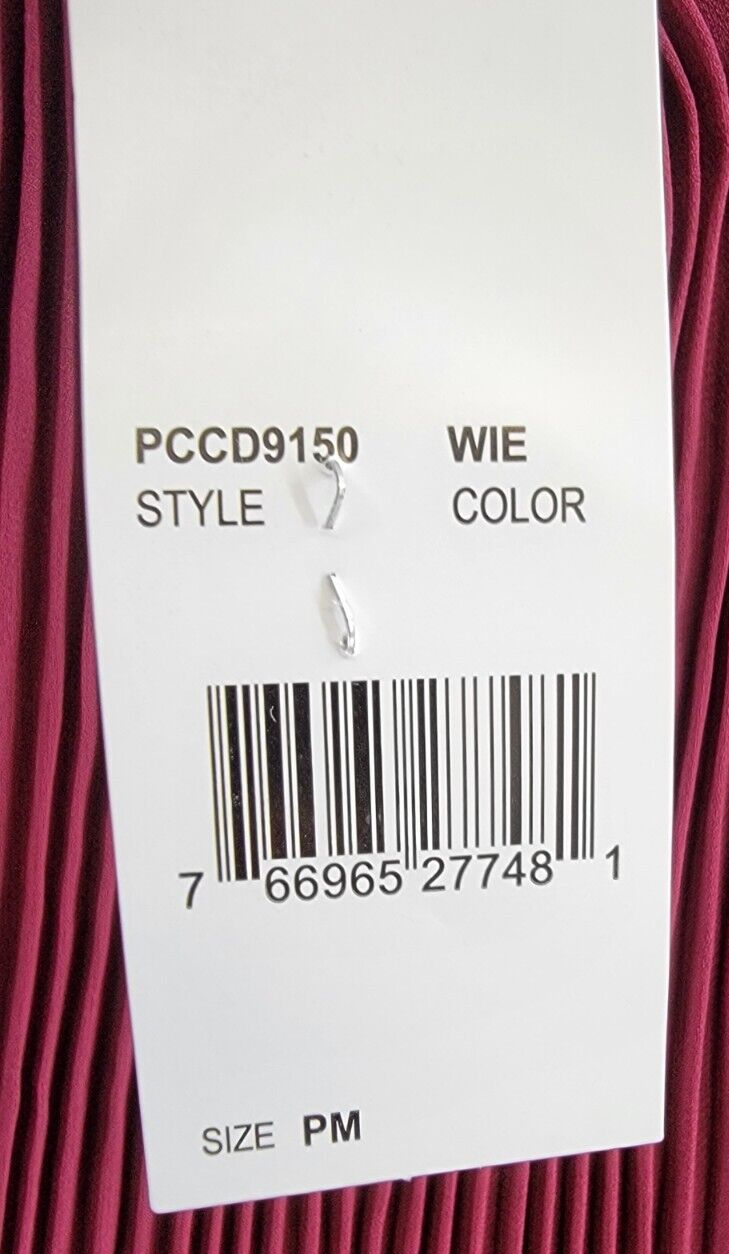 PCCD9150 WIE
STYLE COLOR
7 66965 27748 1
SIZE PM